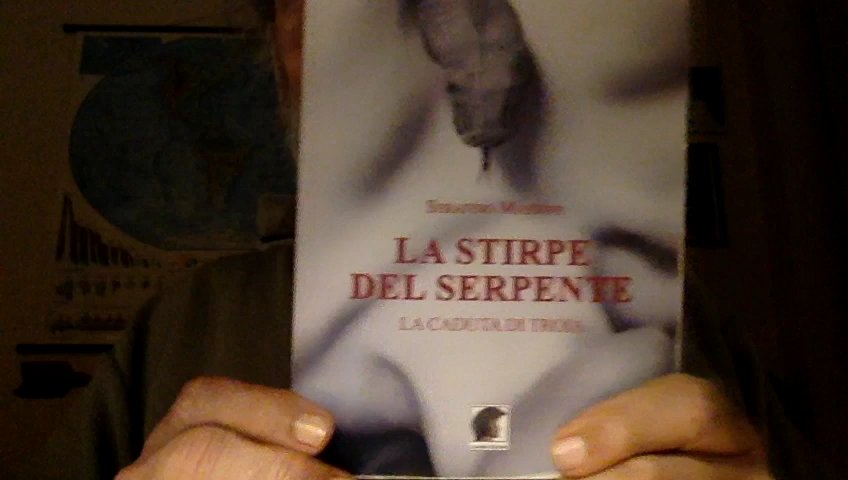 LA STIRPE
DEL SERPENTE
LA CADUTA DI TROIA